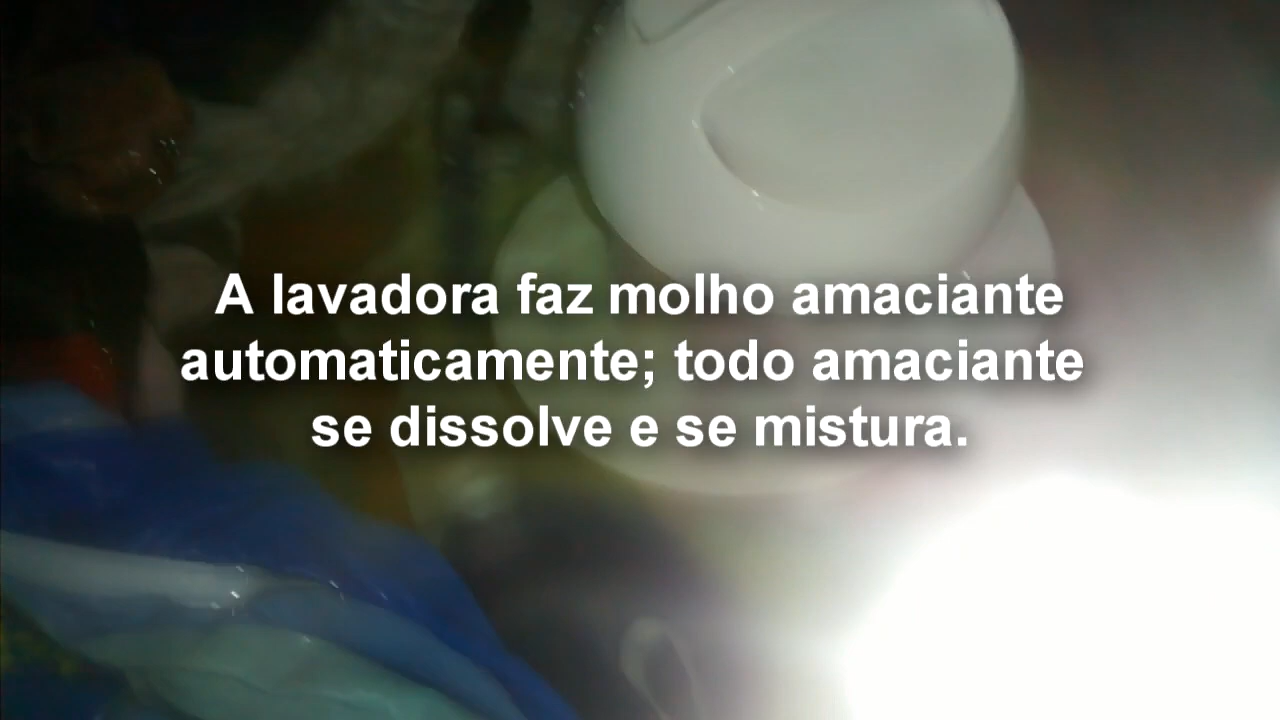 A lavadora faz molho amaciante
automaticamente; todo amaciante
se dissolve e se mistura.